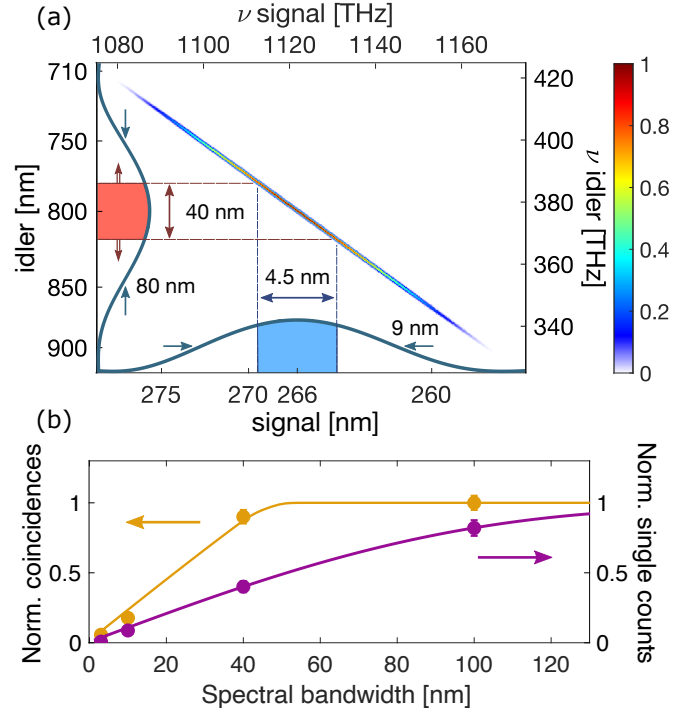 (a)
ν signal [THz]
1080 1100 1120 1140 1160
710
750
800
850
900
idler [nm]
40 nm
80 nm
4.5 nm
9 nm
420
400
380
360
340
ν idler [THz]
1
0.8
0.6
0.4
0.2
0
275 270 266 260
signal [nm]
(b)
Norm. coincidences
1
0.5
0
1
0.5
0
Norm. single counts
0 20 40 60 80 100 120
Spectral bandwidth [nm]